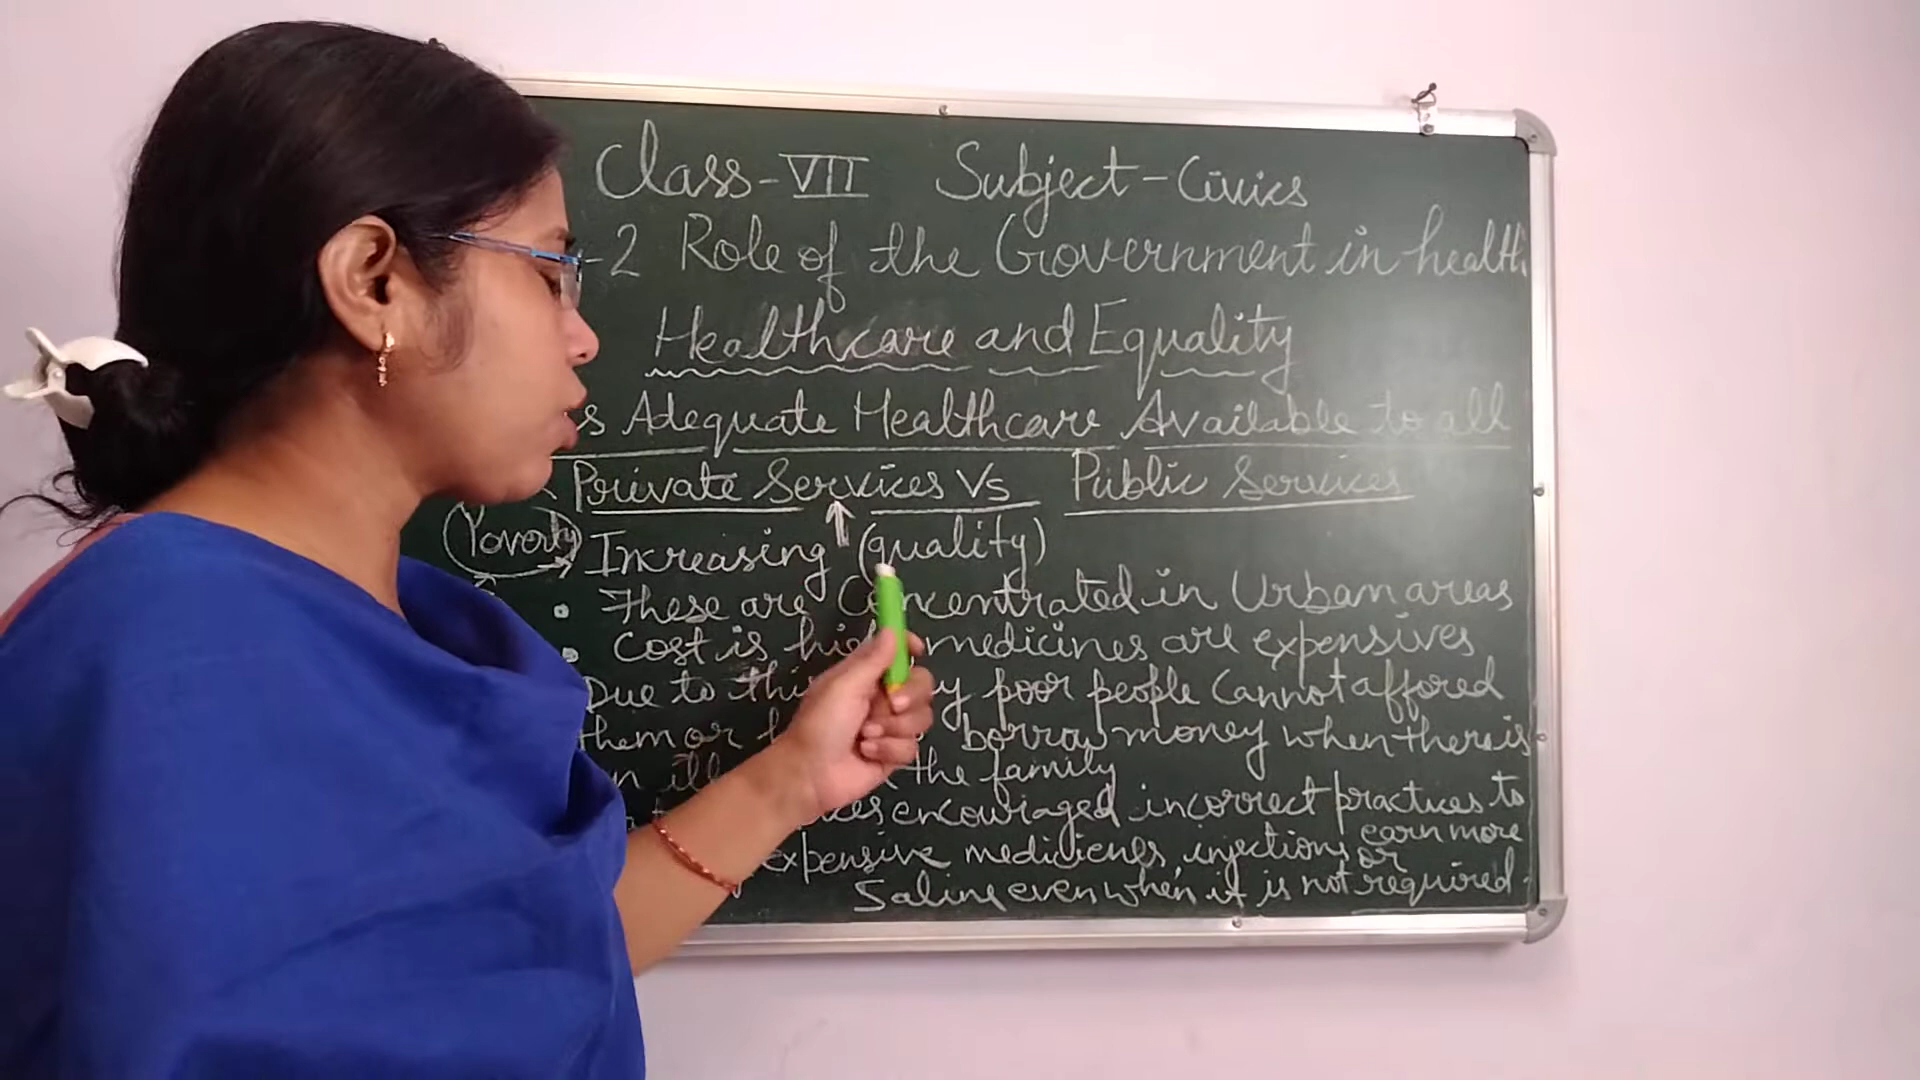 Class-VII Subject-Civics
-2 Role of the Government in health
Healthcare and Equality
s Adequate Healthcare Available to all
Private Services Vs Public Services
Poverty Increasing (quality)
These are Concentrated in Urban areas
Cost is medicines are expensives
Due to poor people Cannot affored
them or borrow money when there is
the family
encouraged incorrect practices to
earn more
expensive injections or
Saline even when it is not required.